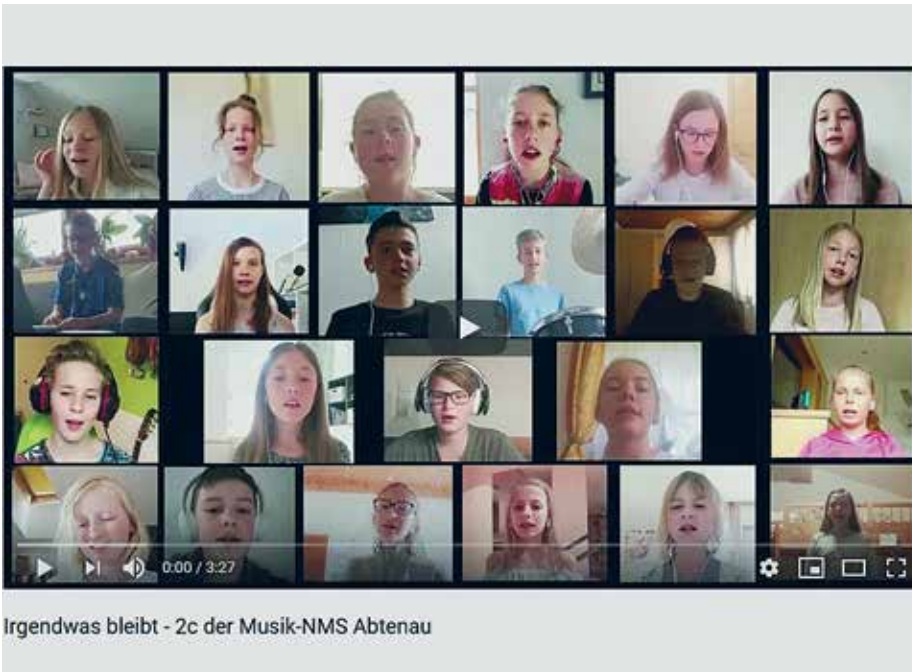 0:00 / 3:27
Irgendwas bleibt - 2c der Musik-NMS Abtenau